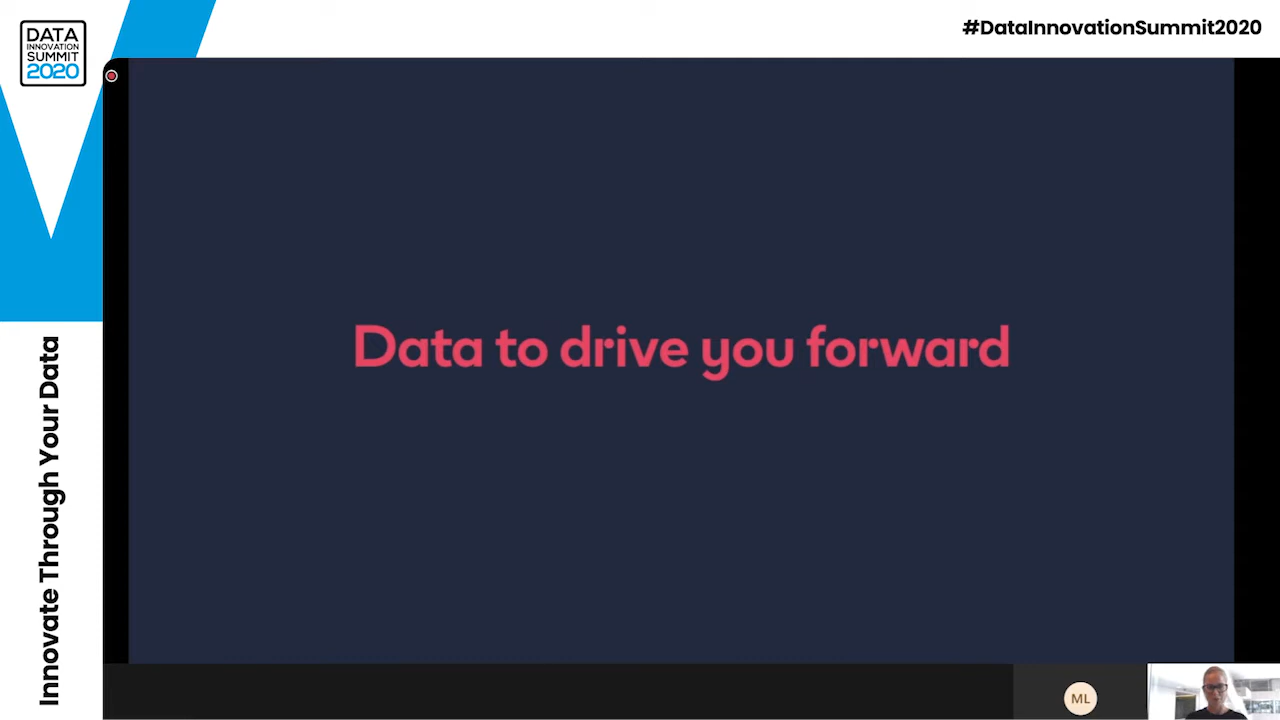 DATA
INNOVATION
SUMMIT
2020
#DataInnovationSummit2020
Data to drive you forward
Innovate Through Your Data
ML